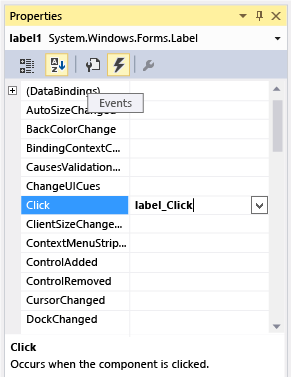 Properties
label1 System.Windows.Forms.Label
(DataBindings)
Events
AutoSizeChanged
BackColorChange
BindingContextC...
CausesValidation...
ChangeUICues
Click label_Click
ClientSizeChange...
ContextMenuStrip...
ControlAdded
ControlRemoved
CursorChanged
DockChanged
Click
Occurs when the component is clicked.